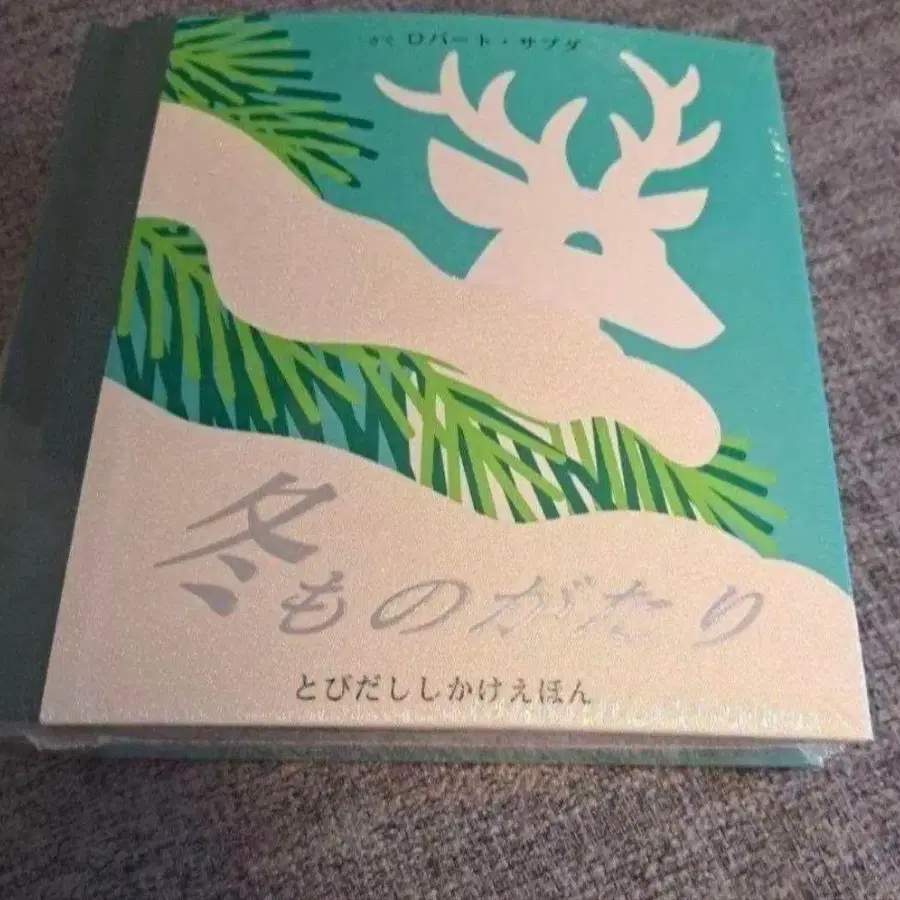 さく ロバート・サブダ
冬ものがたり
とびだししかけえほん